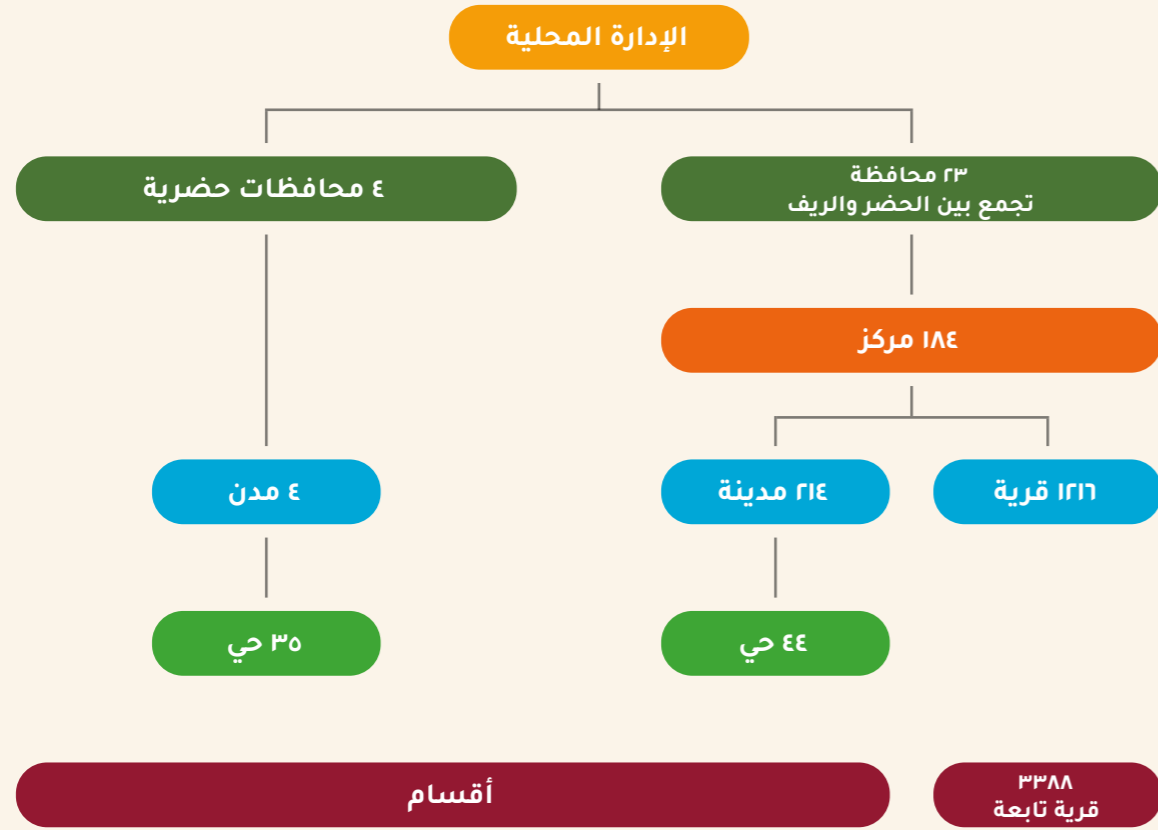 الإدارة المحلية
٢٣ محافظة
تجمع بين الحضر والريف
٤ محافظات حضرية
١٨٤ مركز
١٢١٦ قرية
٢١٤ مدينة
٤ مدن
٤٤ حي
٣٥ حي
٣٣٨٨
قرية تابعة
أقسام